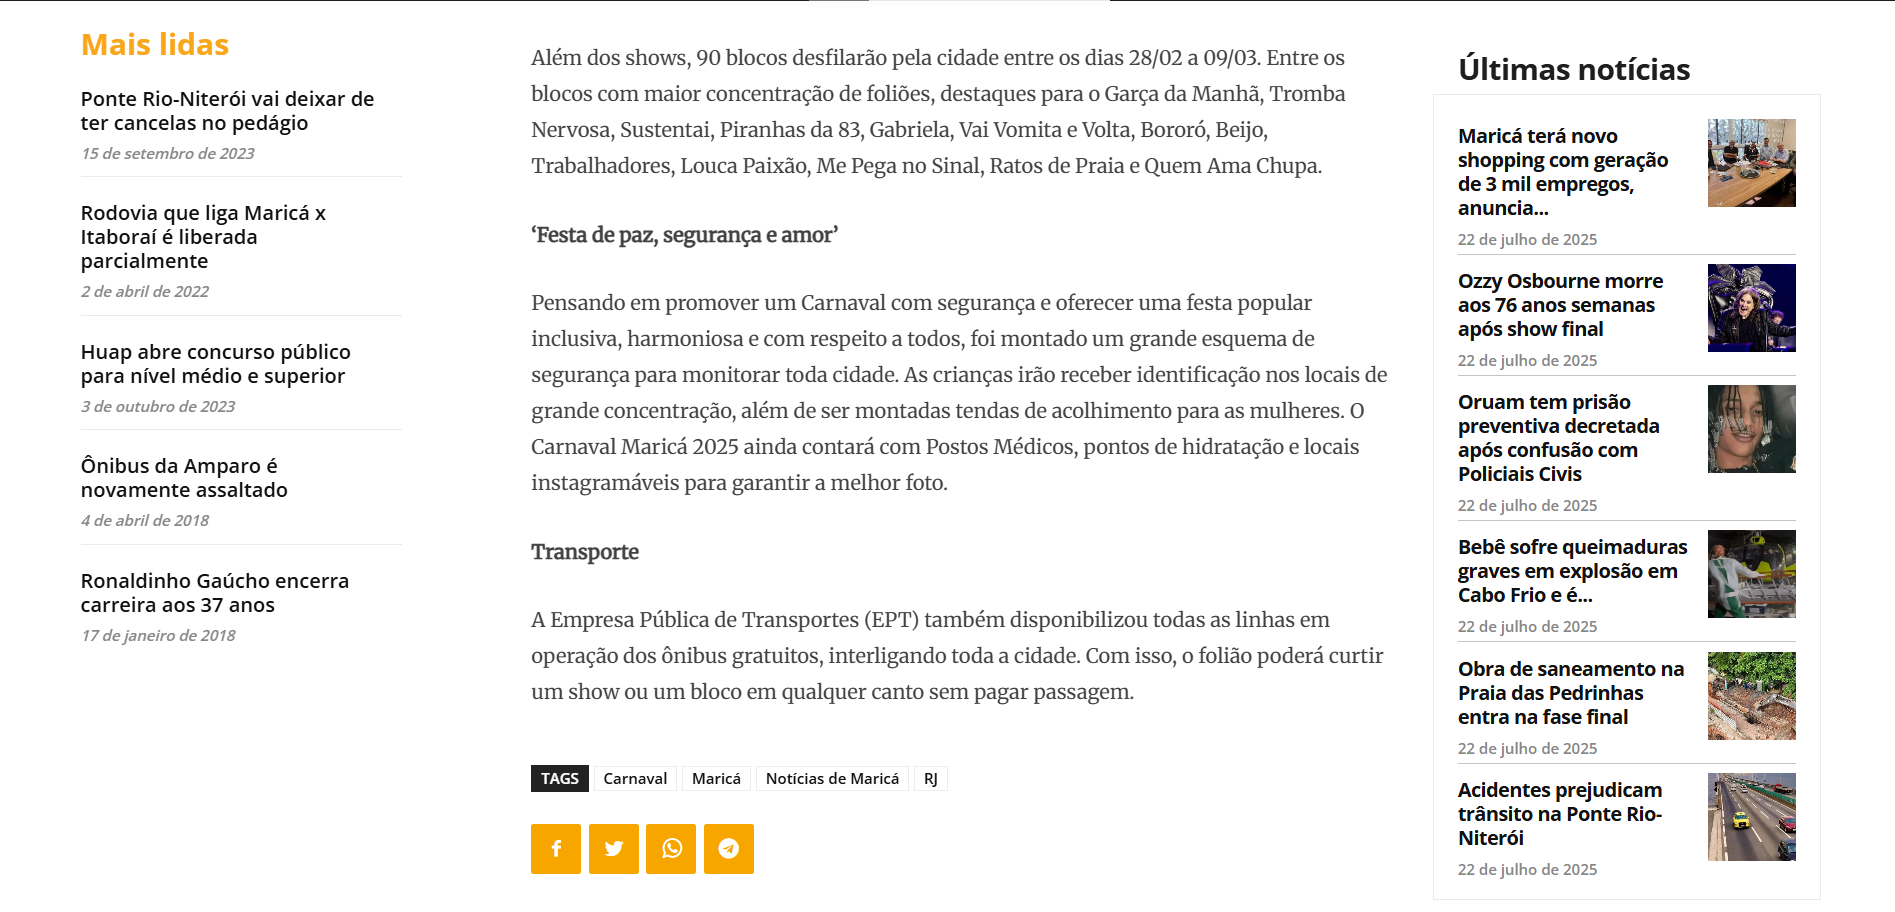 Mais lidas
Ponte Rio-Niterói vai deixar de
ter cancelas no pedágio
15 de setembro de 2023
Rodovia que liga Maricá x
Itaboraí é liberada
parcialmente
2 de abril de 2022
Huap abre concurso público
para nível médio e superior
3 de outubro de 2023
Ônibus da Amparo é
novamente assaltado
4 de abril de 2018
Ronaldinho Gaúcho encerra
carreira aos 37 anos
17 de janeiro de 2018
Além dos shows, 90 blocos desfilarão pela cidade entre os dias 28/02 a 09/03. Entre os
blocos com maior concentração de foliões, destaques para o Garça da Manhã, Tromba
Nervosa, Sustentai, Piranhas da 83, Gabriela, Vai Vomita e Volta, Bororó, Beijo,
Trabalhadores, Louca Paixão, Me Pega no Sinal, Ratos de Praia e Quem Ama Chupa.
‘Festa de paz, segurança e amor’
Pensando em promover um Carnaval com segurança e oferecer uma festa popular
inclusiva, harmoniosa e com respeito a todos, foi montado um grande esquema de
segurança para monitorar toda cidade. As crianças irão receber identificação nos locais de
grande concentração, além de ser montadas tendas de acolhimento para as mulheres. O
Carnaval Maricá 2025 ainda contará com Postos Médicos, pontos de hidratação e locais
instagramáveis para garantir a melhor foto.
Transporte
A Empresa Pública de Transportes (EPT) também disponibilizou todas as linhas em
operação dos ônibus gratuitos, interligando toda a cidade. Com isso, o folião poderá curtir
um show ou um bloco em qualquer canto sem pagar passagem.
TAGS Carnaval Maricá Notícias de Maricá RJ
Últimas notícias
Maricá terá novo
shopping com geração
de 3 mil empregos,
anuncia...
22 de julho de 2025
Ozzy Osbourne morre
aos 76 anos semanas
após show final
22 de julho de 2025
Oruam tem prisão
preventiva decretada
após confusão com
Policiais Civis
22 de julho de 2025
Bebê sofre queimaduras
graves em explosão em
Cabo Frio e é...
22 de julho de 2025
Obra de saneamento na
Praia das Pedrinhas
entra na fase final
22 de julho de 2025
Acidentes prejudicam
trânsito na Ponte Rio-
Niterói
22 de julho de 2025